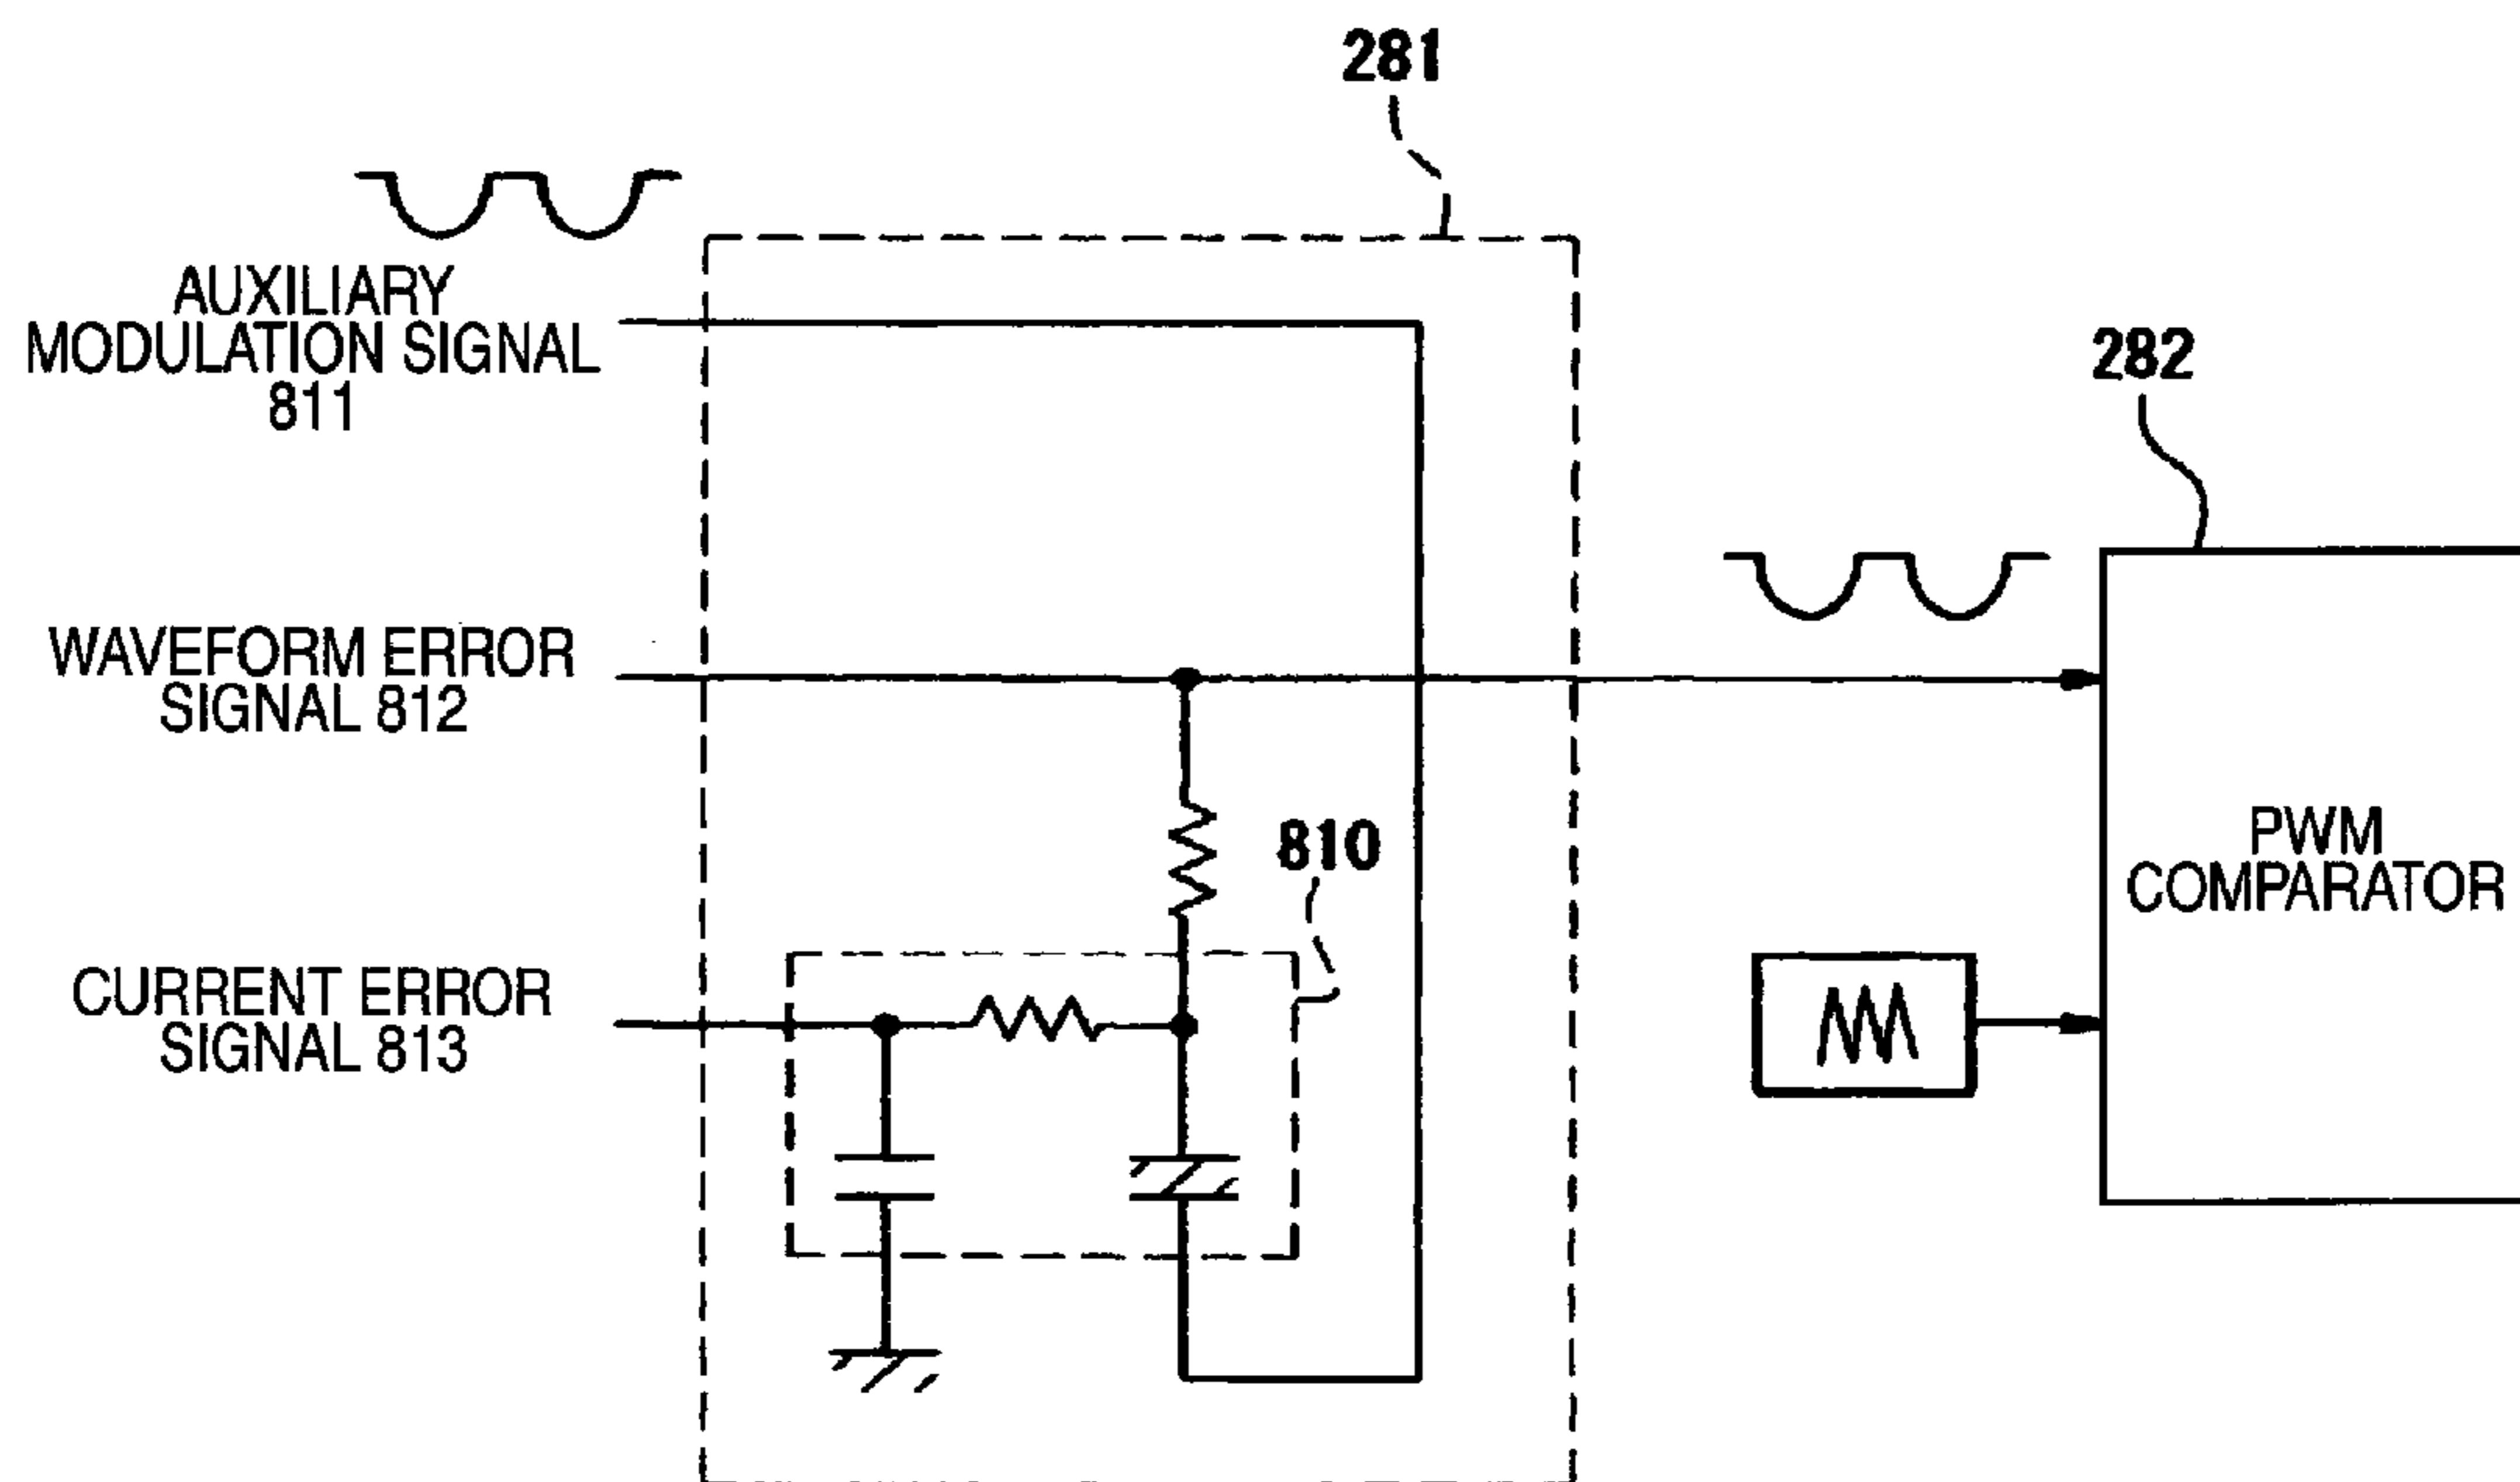 281
AUXILIARY
MODULATION SIGNAL
811
282
WAVEFORM ERROR
SIGNAL 812
810
PWM
COMPARATOR
CURRENT ERROR
SIGNAL 813